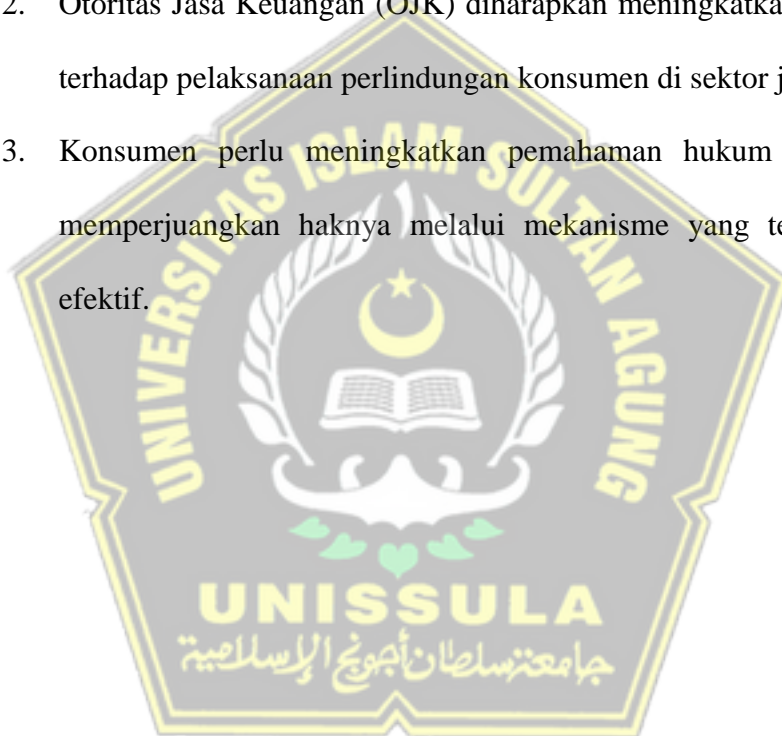 2. Otoritas Jasa Keuangan (OJK) diharapkan meningkatka
terhadap pelaksanaan perlindungan konsumen di sektor j
3. Konsumen perlu meningkatkan pemahaman hukum
memperjuangkan haknya melalui mekanisme yang te
efektif.
UNIVERSITAS ISLAM SULTAN AGUNG
UNISSULA
جامعة سلطان أجونج الإسلامية